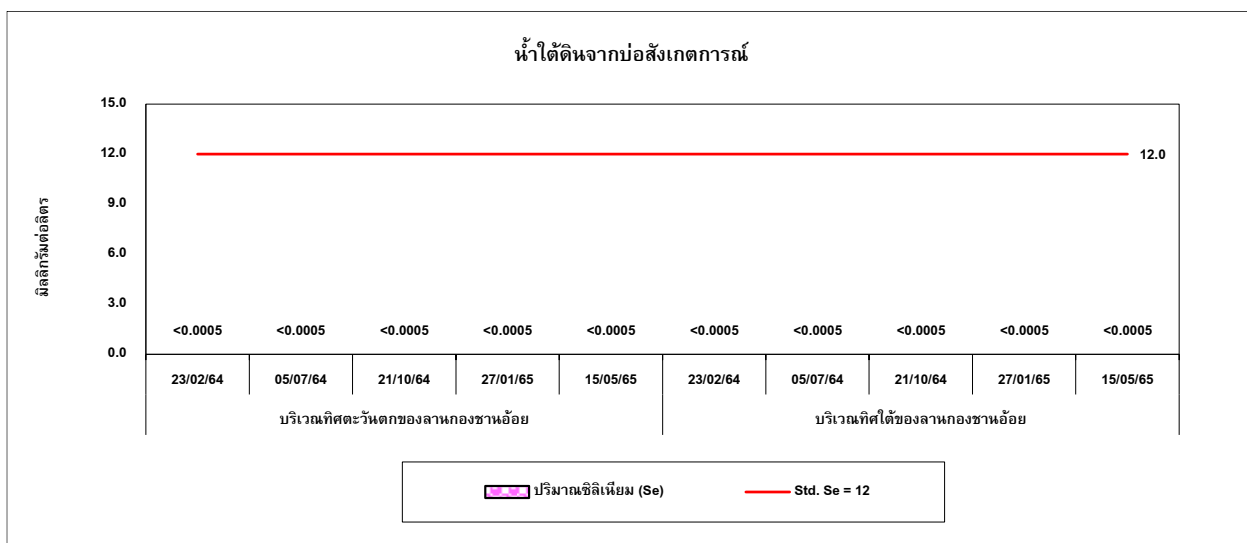 น้ำใต้ดินจากบ่อสังเกตการณ์
มิลลิกรัมต่อลิตร
15.0
12.0
9.0
6.0
3.0
0.0
12.0
<0.0005 <0.0005 <0.0005 <0.0005 <0.0005 <0.0005 <0.0005 <0.0005 <0.0005 <0.0005
23/02/64 05/07/64 21/10/64 27/01/65 15/05/65 23/02/64 05/07/64 21/10/64 27/01/65 15/05/65
บริเวณทิศตะวันตกของลานกองชานอ้อย บริเวณทิศใต้ของลานกองชานอ้อย
ปริมาณซิลิเนียม (Se) Std. Se = 12